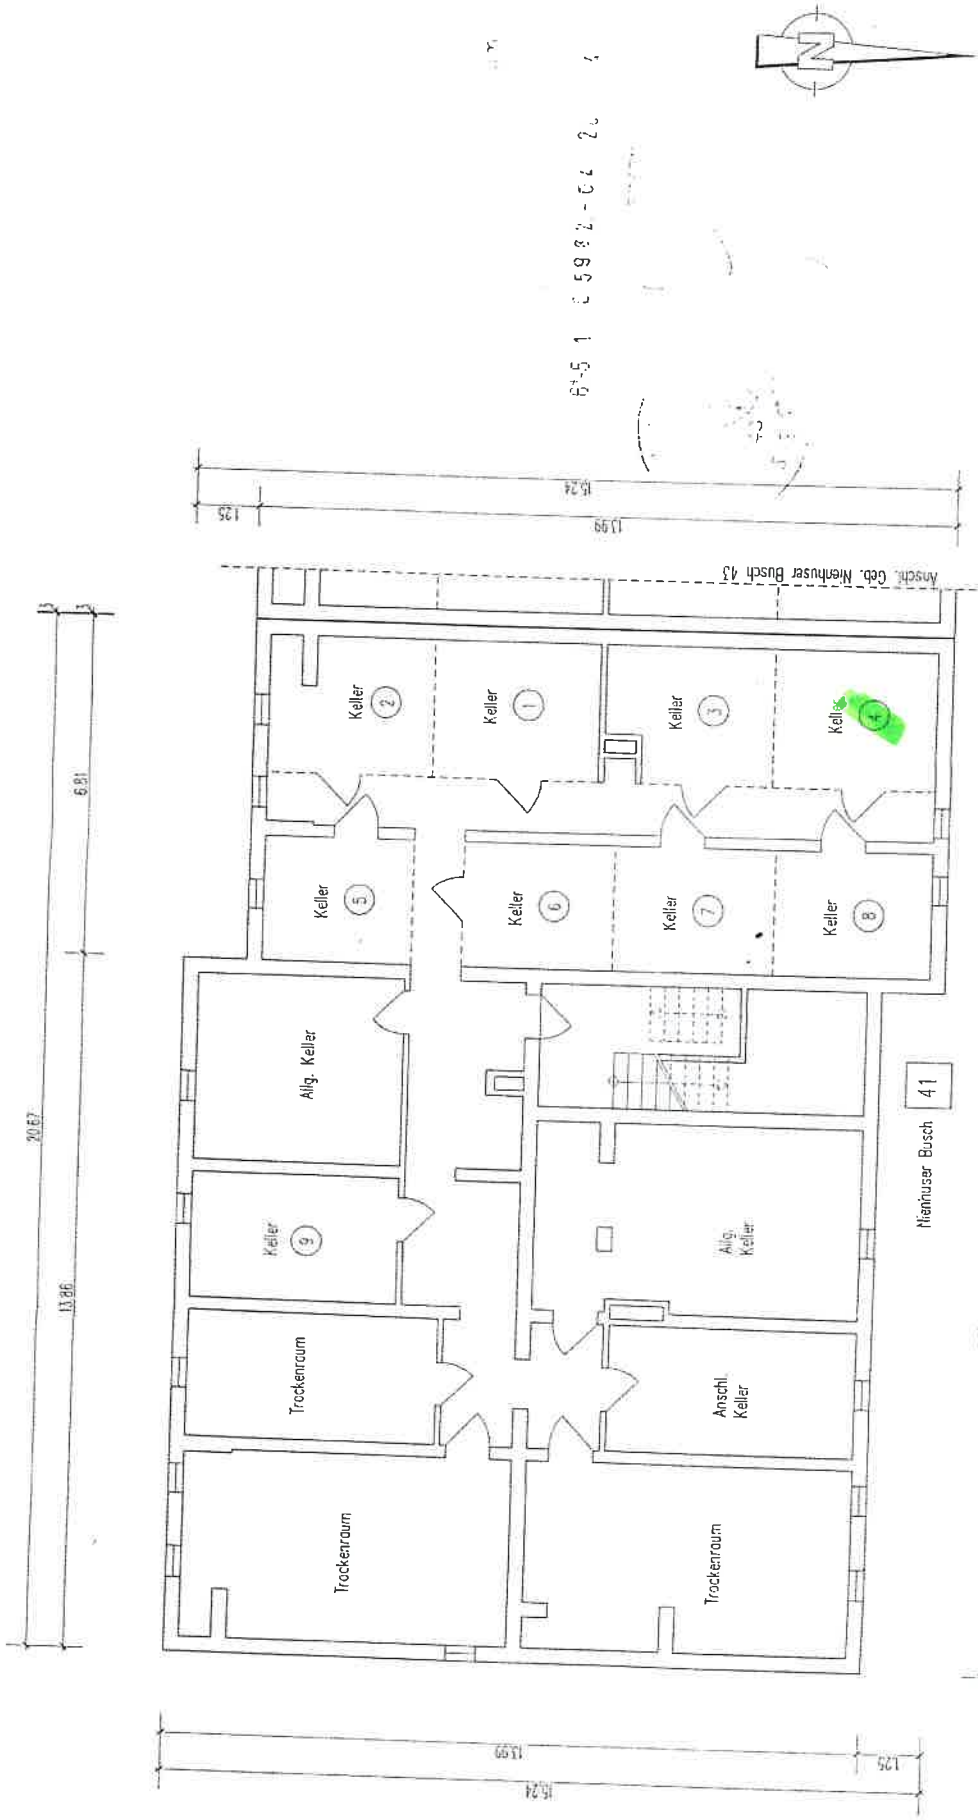 N
20.67
13.86
6.81
15.24
13.99
1.25
Anschl. Geb. Nienhuser Busch 43
Keller
2
Keller
1
Keller
3
Keller
4
Keller
5
Keller
6
Keller
7
Keller
8
Allg. Keller
Keller
9
Trockenraum
Trockenraum
Allg.
Keller
Anschl.
Keller
Trockenraum
Nienhuser Busch 41
13.99
15.24
1.25